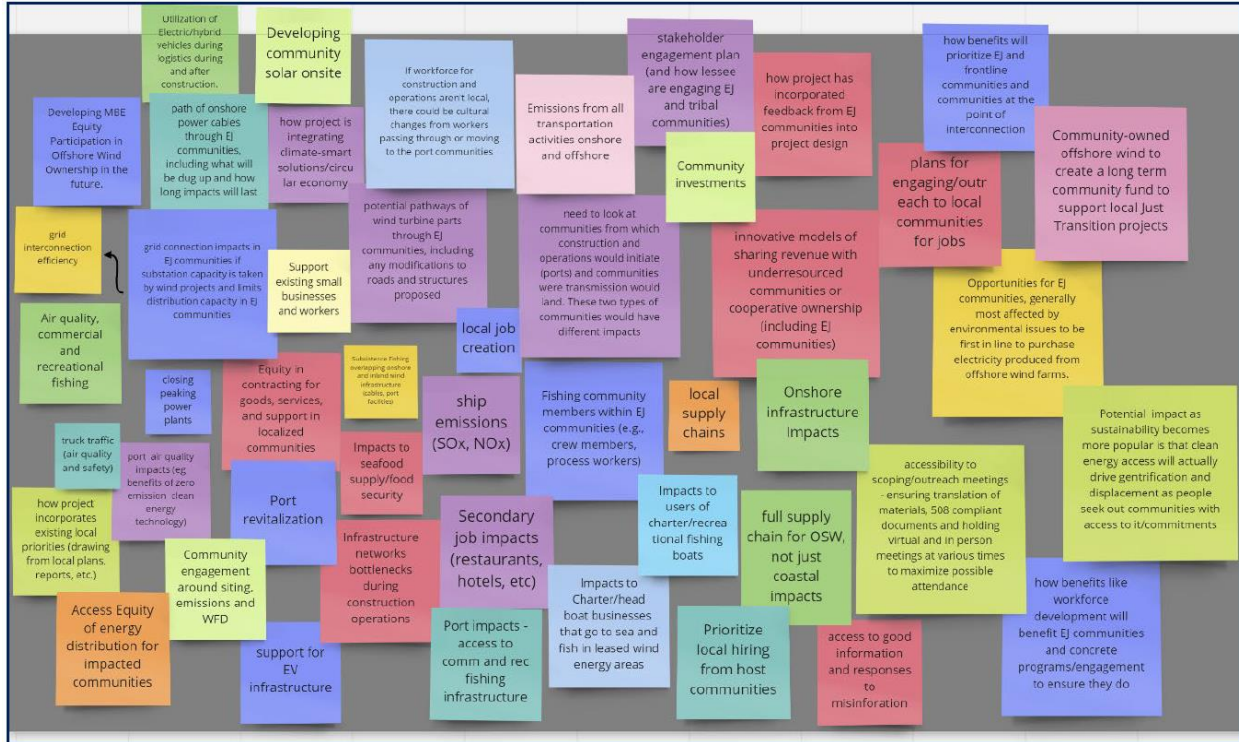 Utilization of
Electric/hybrid
vehicles during
logistics during
and after
construction.
Developing
community
solar onsite
If workforce for
construction and
operations aren't local,
there could be cultural
changes from workers
passing through or moving
to the port communities
Emissions from all
transportation
activities onshore
and offshore
stakeholder
engagement plan
(and how lessee
are engaging EJ
and tribal
communities)
how project has
incorporated
feedback from EJ
communities into
project design
how benefits will
prioritize EJ and
frontline
communities and
communities at the
point of
interconnection
Community-owned
offshore wind to
create a long term
community fund to
support local Just
Transition projects
Developing MBE
Equity
Participation in
Offshore Wind
Ownership in the
future.
path of onshore
power cables
through EJ
communities,
including what will
be dug up and how
long impacts will last
how project is
integrating
climate-smart
solutions/circu
lar economy
Community
investments
plans for
engaging/outr
each to local
communities
for jobs
grid
interconnection
efficiency
grid connection impacts in
EJ communities if
substation capacity is taken
by wind projects and limits
distribution capacity in EJ
communities
Support
existing small
businesses and
workers
potential pathways of
wind turbine parts
through EJ
communities, including
any modifications to
roads and structures
proposed
need to look at
communities from which
construction and
operations would initiate
(ports) and communities
were transmission would
land. These two types of
communities would have
different impacts
innovative models of
sharing revenue with
underresourced
communities or
cooperative ownership
(including EJ
communities)
Opportunities for EJ
communities, generally
most affected by
environmental issues to be
first in line to purchase
electricity produced from
offshore wind farms.
Air quality,
commercial
and
recreational
fishing
closing
peaking
power
plants
Equity in
contracting for
goods, services,
and support in
localized
communities
Subsistence Fishing
overlapping onshore
and inland wind
infrastructure
(cables, port
facilities)
local job
creation
ship
emissions
(SOx, NOx)
Fishing community
members within EJ
communities (e.g.,
crew members,
process workers)
local
supply
chains
Onshore
infrastructure
Impacts
Potential impact as
sustainability becomes
more popular is that clean
energy access will actually
drive gentrification and
displacement as people
seek out communities with
access to it/commitments
truck traffic
(air quality
and safety)
port air quality
impacts (eg
benefits of zero
emission clean
energy
technology)
Port
revitalization
Impacts to
seafood
supply/food
security
Secondary
job impacts
(restaurants,
hotels, etc)
Impacts to
users of
charter/recrea
tional fishing
boats
full supply
chain for OSW,
not just
coastal
impacts
accessibility to
scoping/outreach meetings
- ensuring translation of
materials, 508 compliant
documents and holding
virtual and in person
meetings at various times
to maximize possible
attendance
how project
incorporates
existing local
priorities (drawing
from local plans,
reports, etc.)
Community
engagement
around siting,
emissions and
WFD
Infrastructure
networks
bottlenecks
during
construction
operations
Impacts to
Charter/head
boat businesses
that go to sea and
fish in leased wind
energy areas
how benefits like
workforce
development will
benefit EJ communities
and concrete
programs/engagement
to ensure they do
Access Equity
of energy
distribution for
impacted
communities
support for
EV
infrastructure
Port impacts -
access to
comm and rec
fishing
infrastructure
Prioritize
local hiring
from host
communities
access to good
information
and responses
to
misinforation